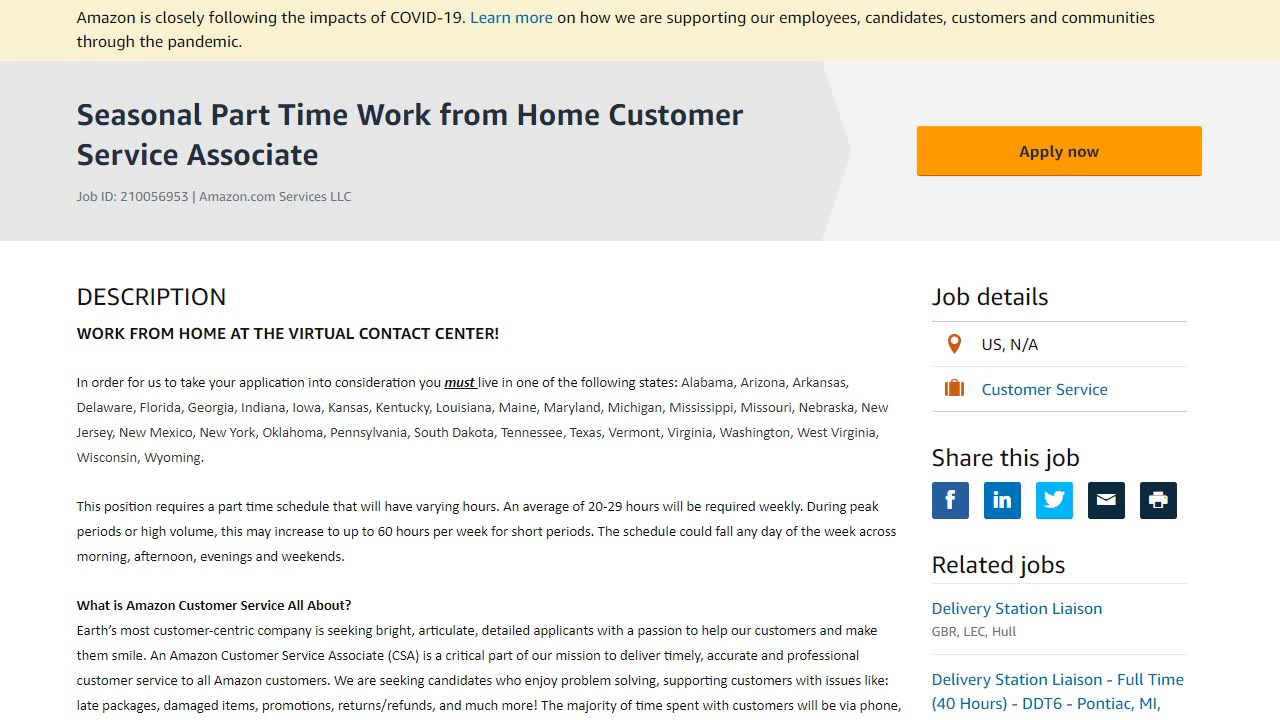 Amazon is closely following the impacts of COVID-19. Learn more on how we are supporting our employees, candidates, customers and communities
through the pandemic.
Seasonal Part Time Work from Home Customer
Service Associate
Job ID: 210056953 | Amazon.com Services LLC
Apply now
DESCRIPTION
WORK FROM HOME AT THE VIRTUAL CONTACT CENTER!
In order for us to take your application into consideration you must live in one of the following states: Alabama, Arizona, Arkansas,
Delaware, Florida, Georgia, Indiana, Iowa, Kansas, Kentucky, Louisiana, Maine, Maryland, Michigan, Mississippi, Missouri, Nebraska, New
Jersey, New Mexico, New York, Oklahoma, Pennsylvania, South Dakota, Tennessee, Texas, Vermont, Virginia, Washington, West Virginia,
Wisconsin, Wyoming.
This position requires a part time schedule that will have varying hours. An average of 20-29 hours will be required weekly. During peak
periods or high volume, this may increase to up to 60 hours per week for short periods. The schedule could fall any day of the week across
morning, afternoon, evenings and weekends.
What is Amazon Customer Service All About?
Earth's most customer-centric company is seeking bright, articulate, detailed applicants with a passion to help our customers and make
them smile. An Amazon Customer Service Associate (CSA) is a critical part of our mission to deliver timely, accurate and professional
customer service to all Amazon customers. We are seeking candidates who enjoy problem solving, supporting customers with issues like:
late packages, damaged items, promotions, returns/refunds, and much more! The majority of time spent with customers will be via phone,
Job details
US, N/A
Customer Service
Share this job
f
in
Related jobs
Delivery Station Liaison
GBR, LEC, Hull
Delivery Station Liaison - Full Time
(40 Hours) - DDT6 - Pontiac, MI,